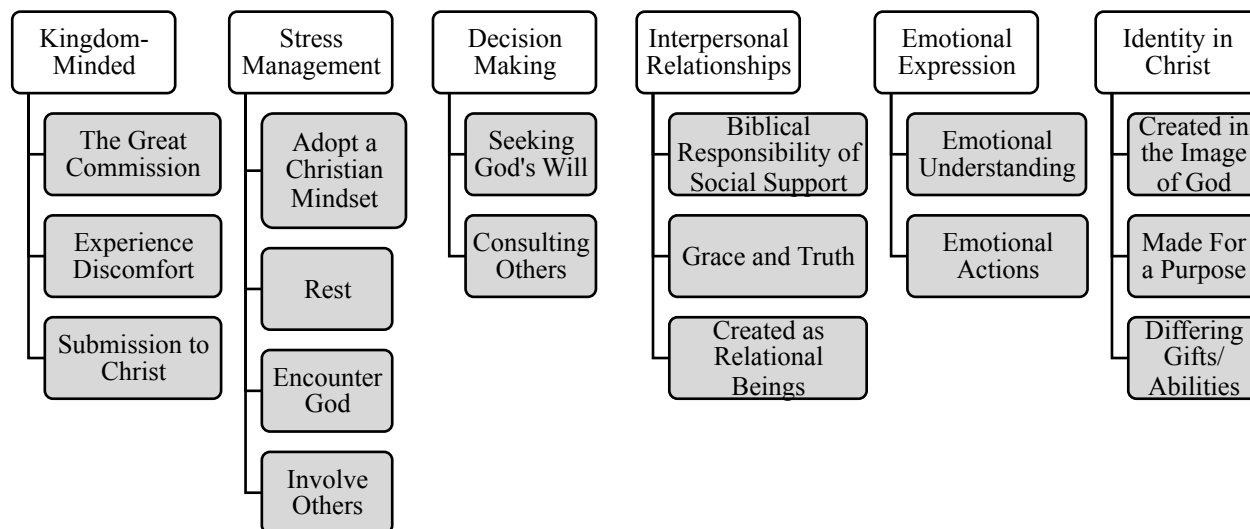 Kingdom-
Minded
The Great
Commission
Experience
Discomfort
Submission to
Christ
Stress
Management
Adopt a
Christian
Mindset
Rest
Encounter
God
Involve
Others
Decision
Making
Seeking
God's Will
Consulting
Others
Interpersonal
Relationships
Biblical
Responsibility of
Social Support
Grace and Truth
Created as
Relational
Beings
Emotional
Expression
Emotional
Understanding
Emotional
Actions
Identity in
Christ
Created in
the Image
of God
Made For
a Purpose
Differing
Gifts/
Abilities